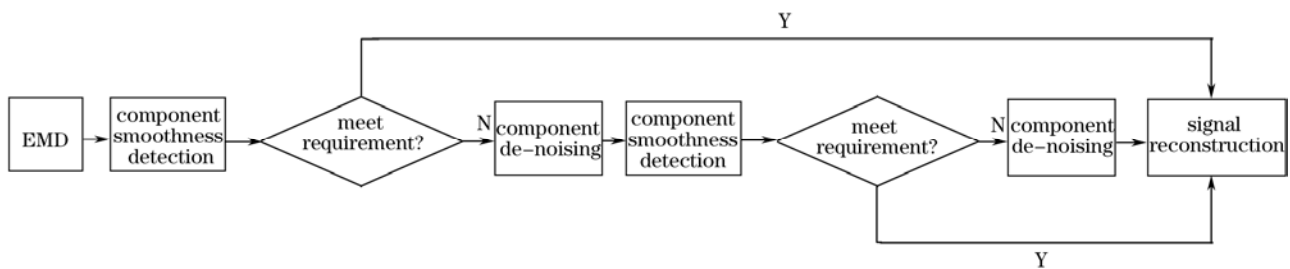 Y
EMD
component
smoothness
detection
meet
requirement?
N
component
de-noising
component
smoothness
detection
meet
requirement?
N
component
de-noising
signal
reconstruction
Y